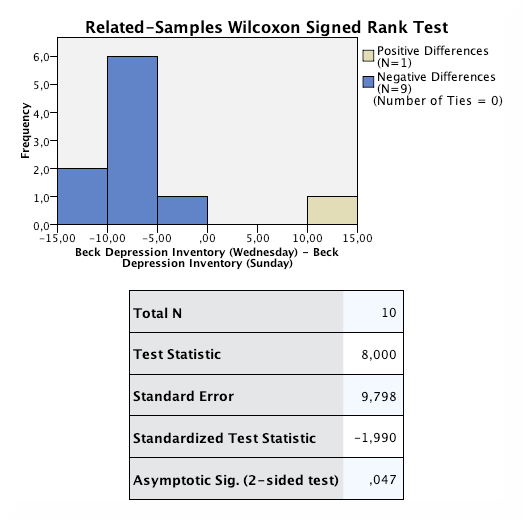 Related-Samples Wilcoxon Signed Rank Test
Positive Differences
(N=1)
Negative Differences
(N=9)
(Number of Ties = 0)
Frequency
6,0
5,0
4,0
3,0
2,0
1,0
0,0
-15,00 -10,00 -5,00 ,00 5,00 10,00 15,00
Beck Depression Inventory (Wednesday) - Beck
Depression Inventory (Sunday)
Total N 10
Test Statistic 8,000
Standard Error 9,798
Standardized Test Statistic -1,990
Asymptotic Sig. (2-sided test) ,047